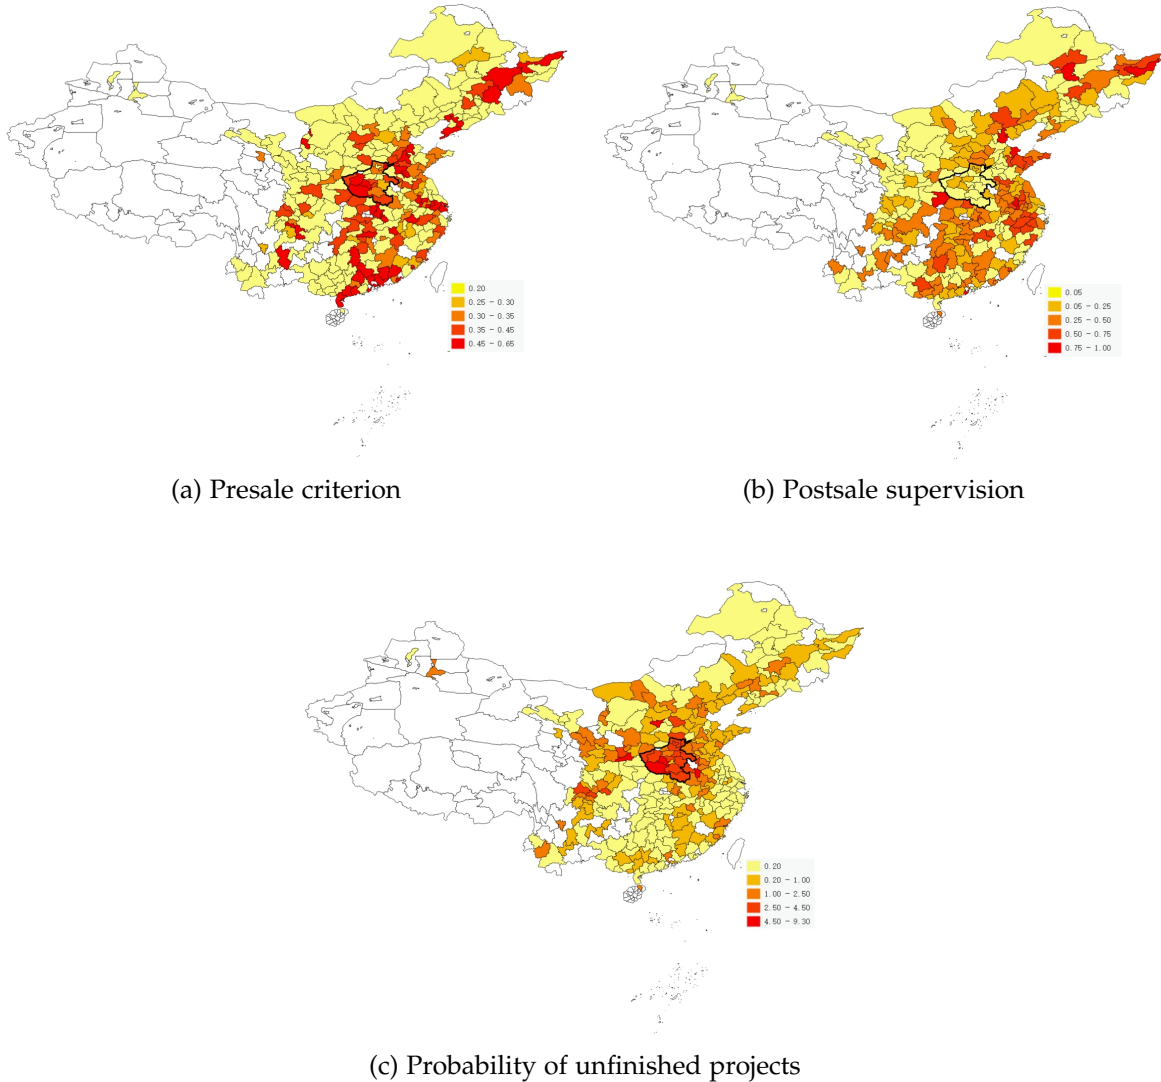 0.20
0.25 - 0.30
0.30 - 0.35
0.35 - 0.45
0.45 - 0.65
0.05
0.05 - 0.25
0.25 - 0.50
0.50 - 0.75
0.75 - 1.00
(a) Presale criterion
(b) Postsale supervision
0.20
0.20 - 1.00
1.00 - 2.50
2.50 - 4.50
4.50 - 9.30
(c) Probability of unfinished projects